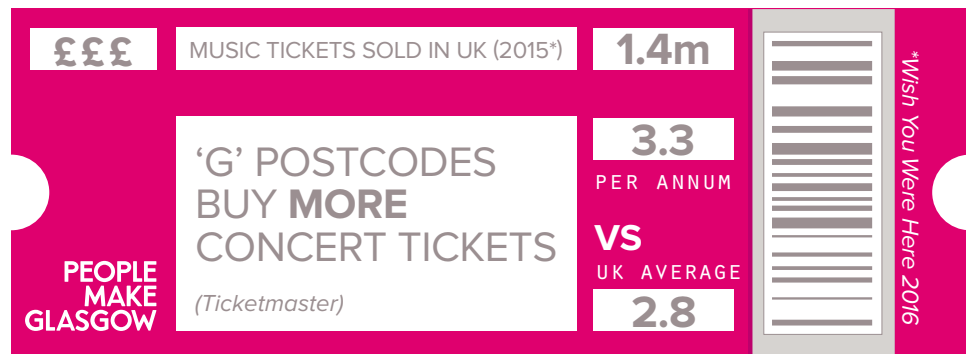 £££
MUSIC TICKETS SOLD IN UK (2015*)
1.4m
‘G’ POSTCODES
BUY MORE
CONCERT TICKETS
(Ticketmaster)
3.3
PER ANNUM
VS
UK AVERAGE
2.8
PEOPLE
MAKE
GLASGOW
*Wish You Were Here 2016